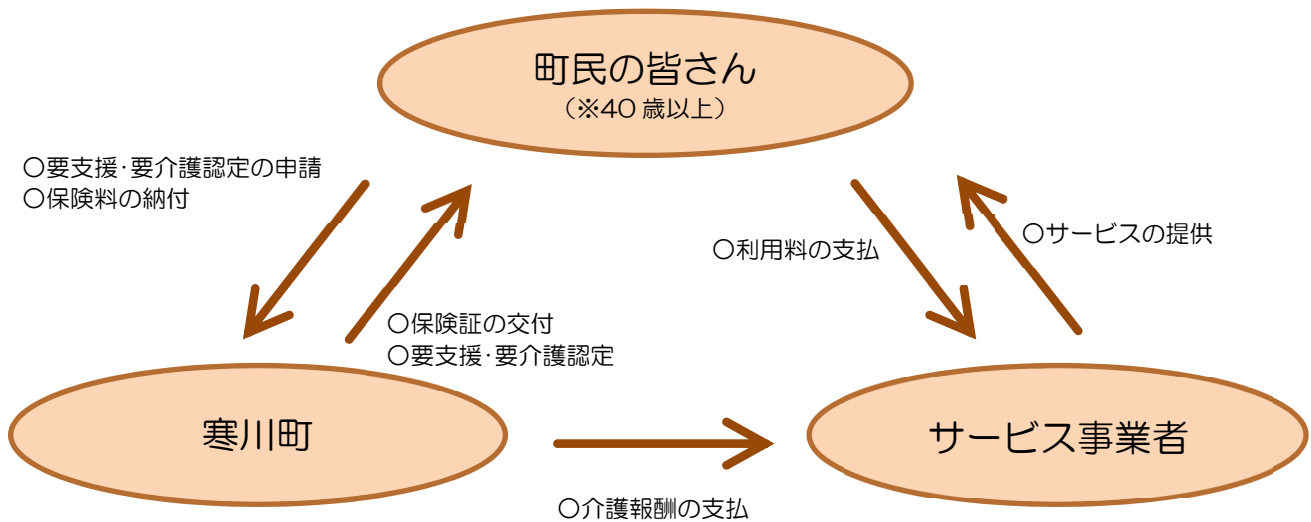 町民の皆さん
（※40 歳以上）
〇要支援･要介護認定の申請
〇保険料の納付
〇利用料の支払
〇サービスの提供
〇保険証の交付
〇要支援･要介護認定
寒川町
サービス事業者
〇介護報酬の支払